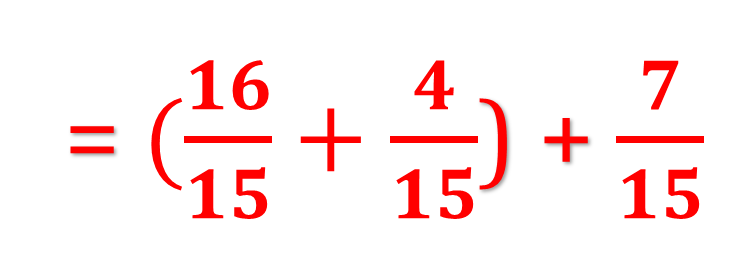 = (16/15 + 4/15) + 7/15